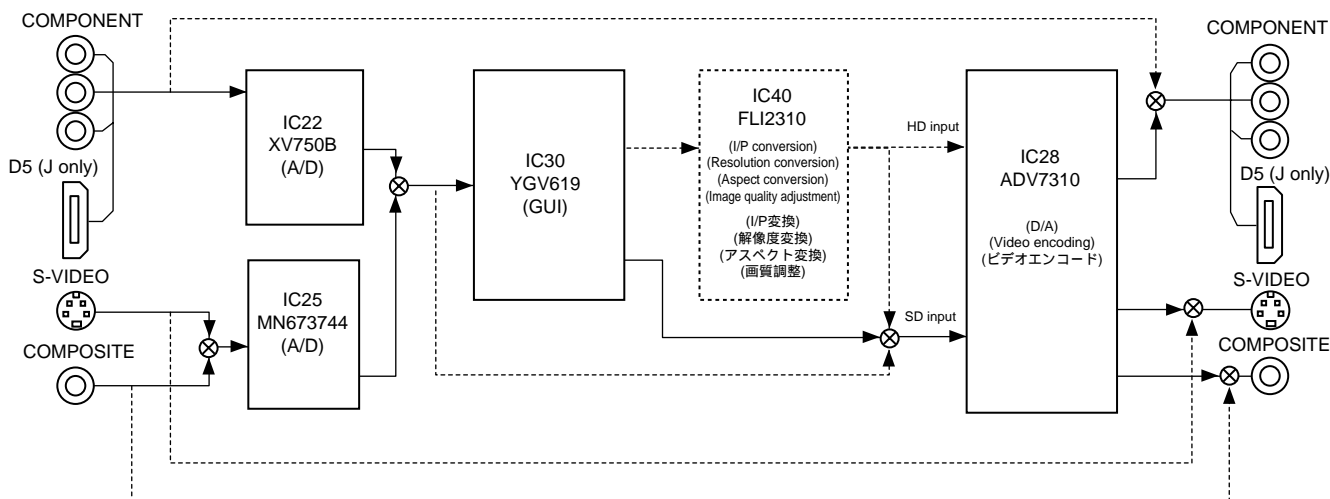 COMPONENT
D5 (J only)
S-VIDEO
COMPOSITE
IC22
XV750B
(A/D)
IC25
MN673744
(A/D)
IC30
YGV619
(GUI)
IC40
FLI2310
(I/P conversion)
(Resolution conversion)
(Aspect conversion)
(Image quality adjustment)
(I/P変換)
(解像度変換)
(アスペクト変換)
(画質調整)
HD input
SD input
IC28
ADV7310
(D/A)
(Video encoding)
(ビデオエンコード)
COMPONENT
D5 (J only)
S-VIDEO
COMPOSITE